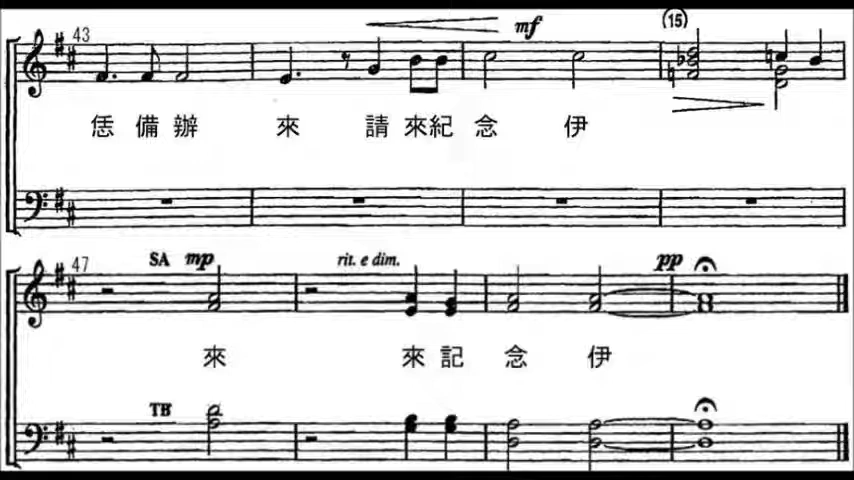 43 mf 15
恁 備 辦 來 請 來紀 念 伊
47 SA mp rit. e dim. pp
來 來 記 念 伊
TB